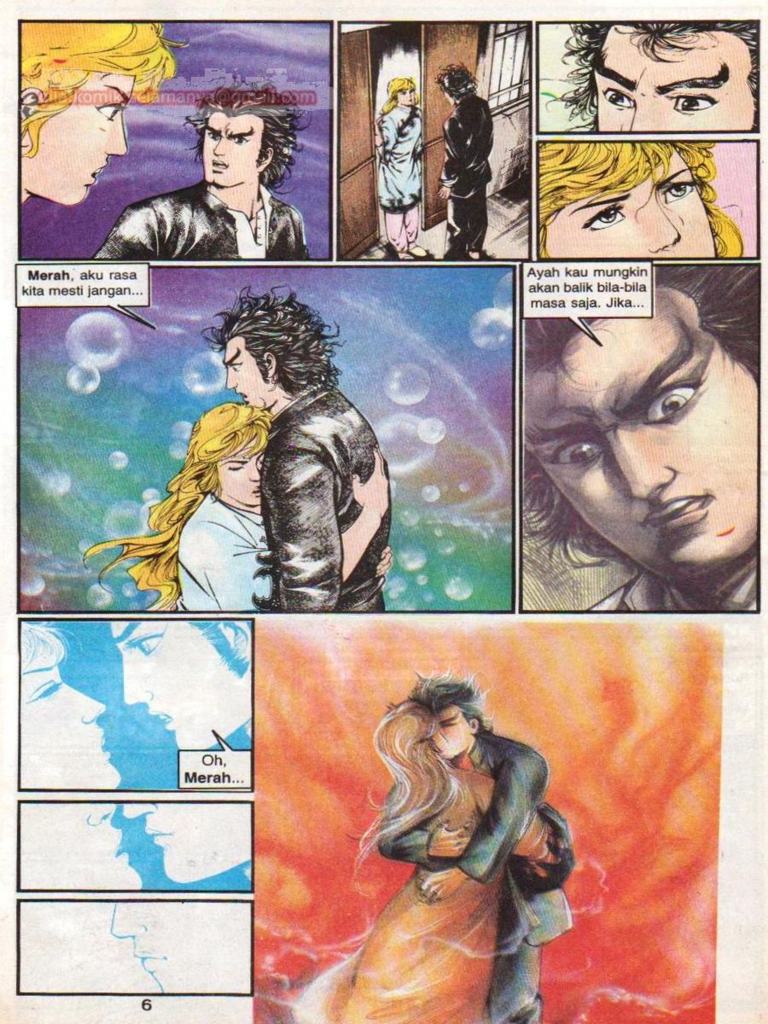 Merah, aku rasa
kita mesti jangan...
Ayah kau mungkin
akan balik bila-bila
masa saja. Jika...
Oh,
Merah...
6